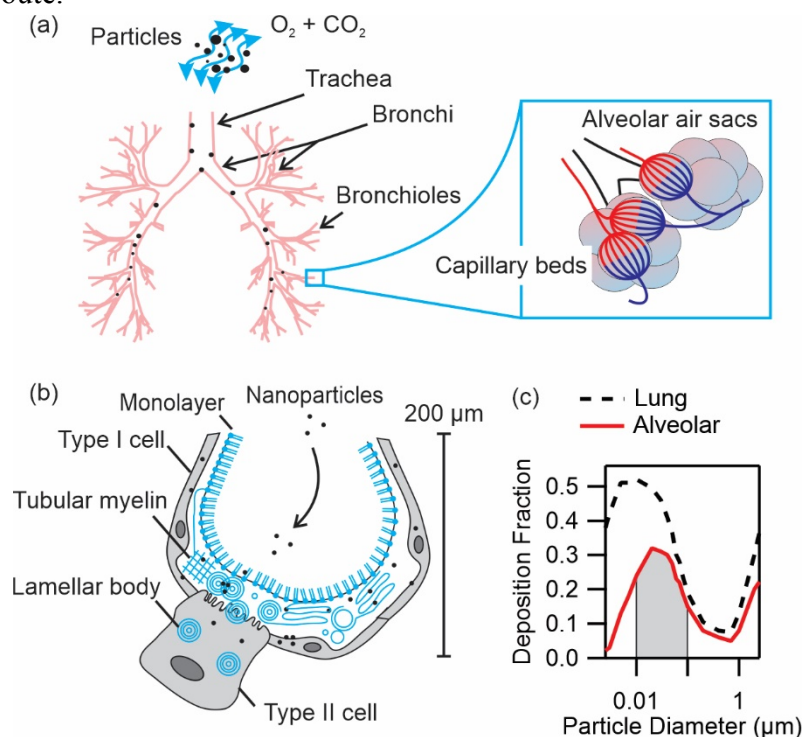 (a)
Particles
O2 + CO2
Trachea
Bronchi
Bronchioles
Alveolar air sacs
Capillary beds
(b)
Monolayer
Nanoparticles
Type I cell
200 μm
Tubular myelin
Lamellar body
Type II cell
(c)
Lung
Alveolar
Deposition Fraction
0.5
0.4
0.3
0.2
0.1
0.0
0.01
1
Particle Diameter (μm)